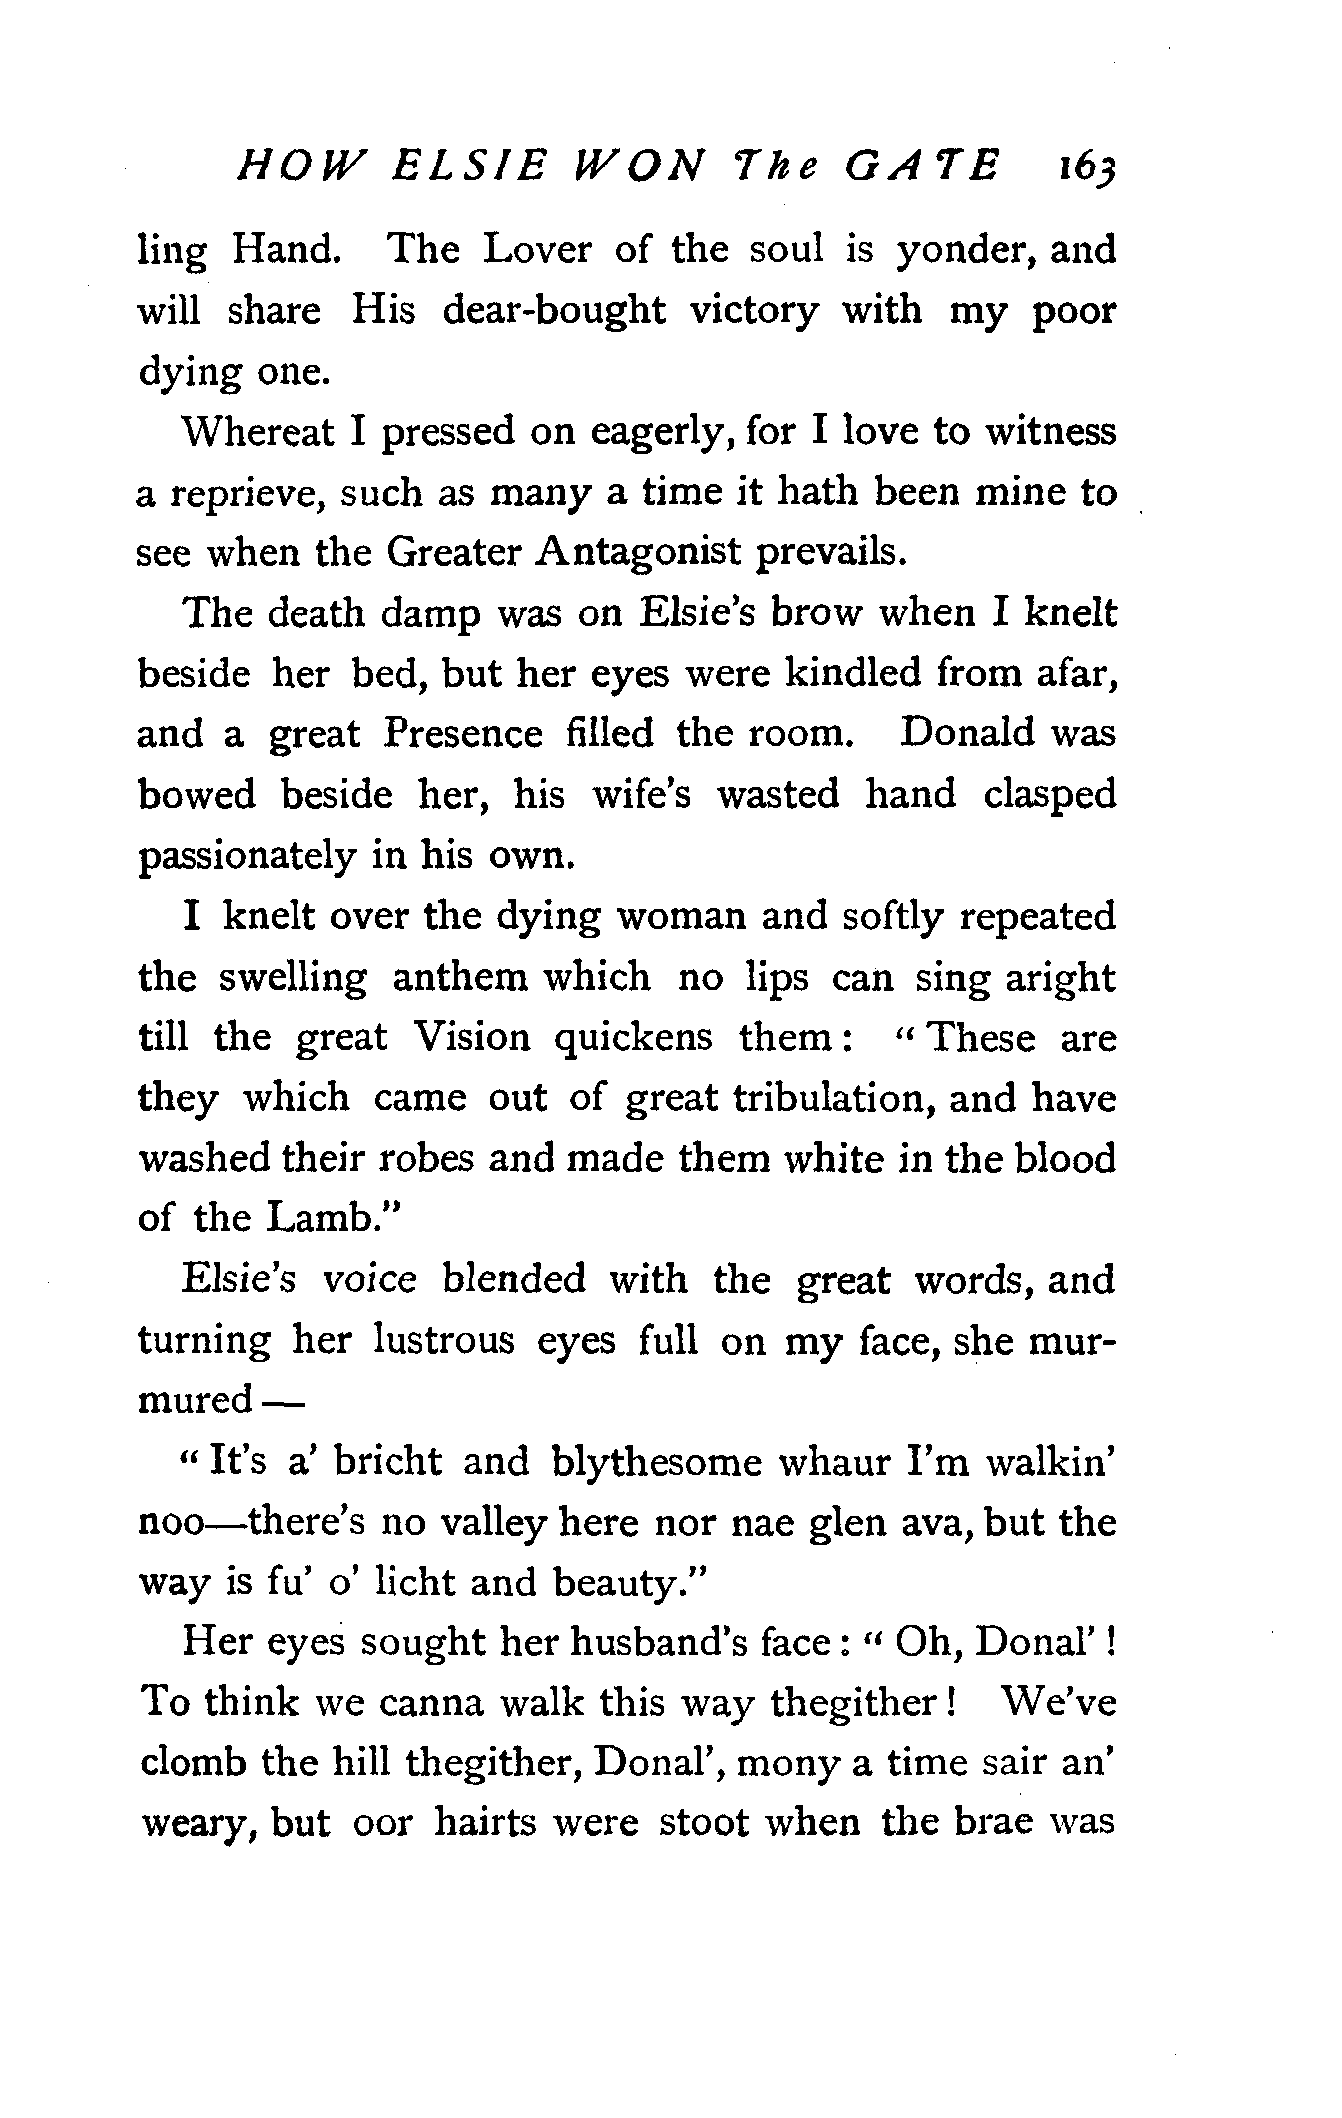 HOW ELSIE WON The GATE 163
ling Hand. The Lover of the soul is yonder, and
will share His dear-bought victory with my poor
dying one.
Whereat I pressed on eagerly, for I love to witness
a reprieve, such as many a time it hath been mine to
see when the Greater Antagonist prevails.
The death damp was on Elsie's brow when I knelt
beside her bed, but her eyes were kindled from afar,
and a great Presence filled the room. Donald was
bowed beside her, his wife's wasted hand clasped
passionately in his own.
I knelt over the dying woman and softly repeated
the swelling anthem which no lips can sing aright
till the great Vision quickens them : “ These are
they which came out of great tribulation, and have
washed their robes and made them white in the blood
of the Lamb.”
Elsie's voice blended with the great words, and
turning her lustrous eyes full on my face, she mur-
mured —
“ It's a' bricht and blythesome whaur I'm walkin'
noo—there's no valley here nor nae glen ava, but the
way is fu' o' licht and beauty.”
Her eyes sought her husband's face : “ Oh, Donal' !
To think we canna walk this way thegither ! We've
clomb the hill thegither, Donal', mony a time sair an'
weary, but oor hairts were stoot when the brae was